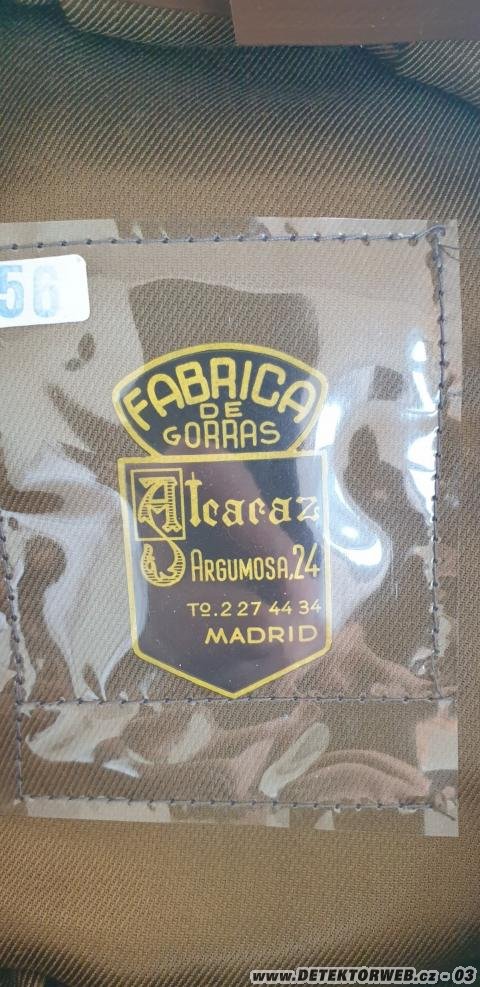 56
FABRICA
DE
GORRAS
Alcaraz
ARGUMOSA,24
Tº.2 27 44 34
MADRID
www.DETEKTORWEB.cz - 03